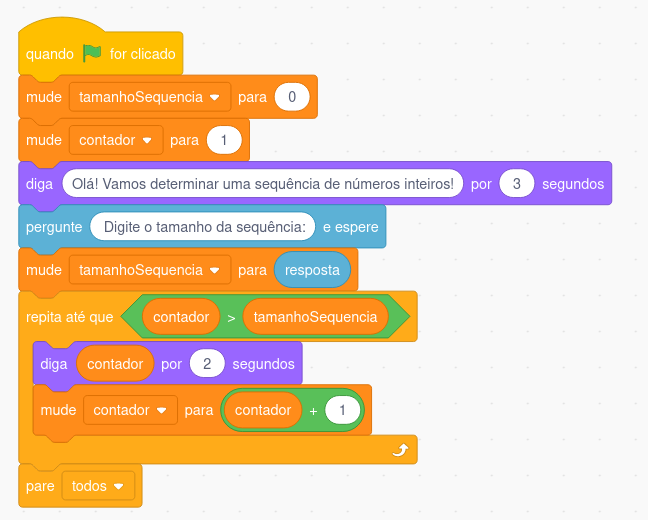 quando for clicado
mude tamanhoSequencia para 0
mude contador para 1
diga Olá! Vamos determinar uma sequência de números inteiros! por 3 segundos
pergunte Digite o tamanho da sequência: e espere
mude tamanhoSequencia para resposta
repita até que contador > tamanhoSequencia
diga contador por 2 segundos
mude contador para contador + 1
pare todos